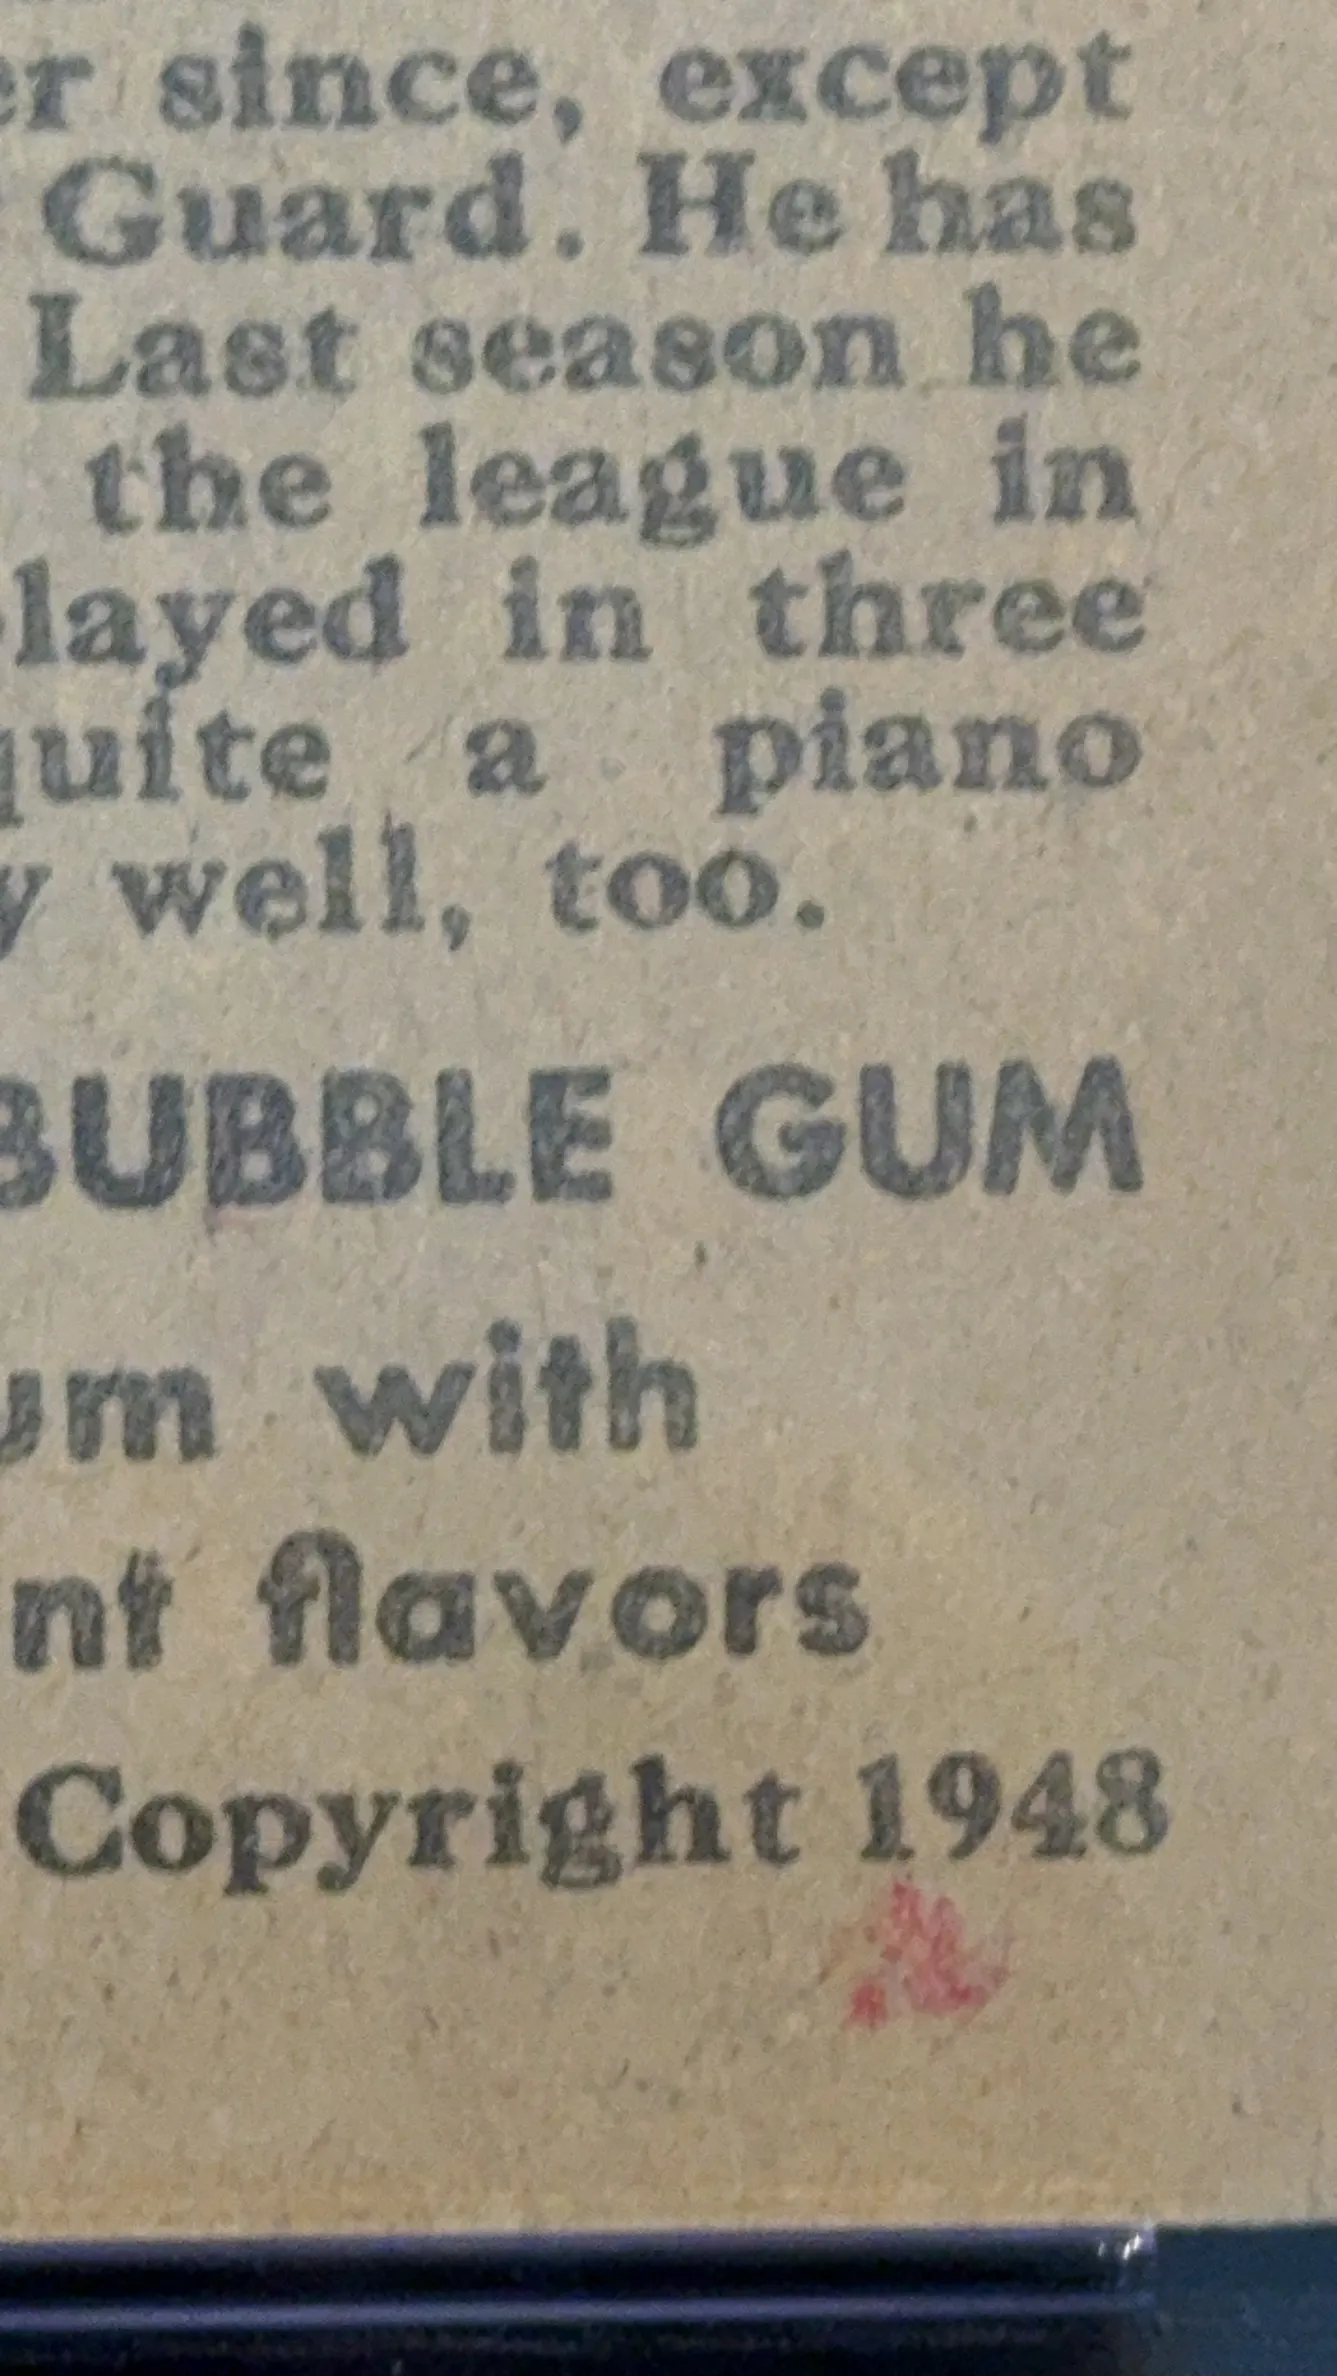 er since, except
Guard. He has
Last season he
the league in
layed in three
quite a piano
y well, too.
BUBBLE GUM
um with
nt flavors
Copyright 1948